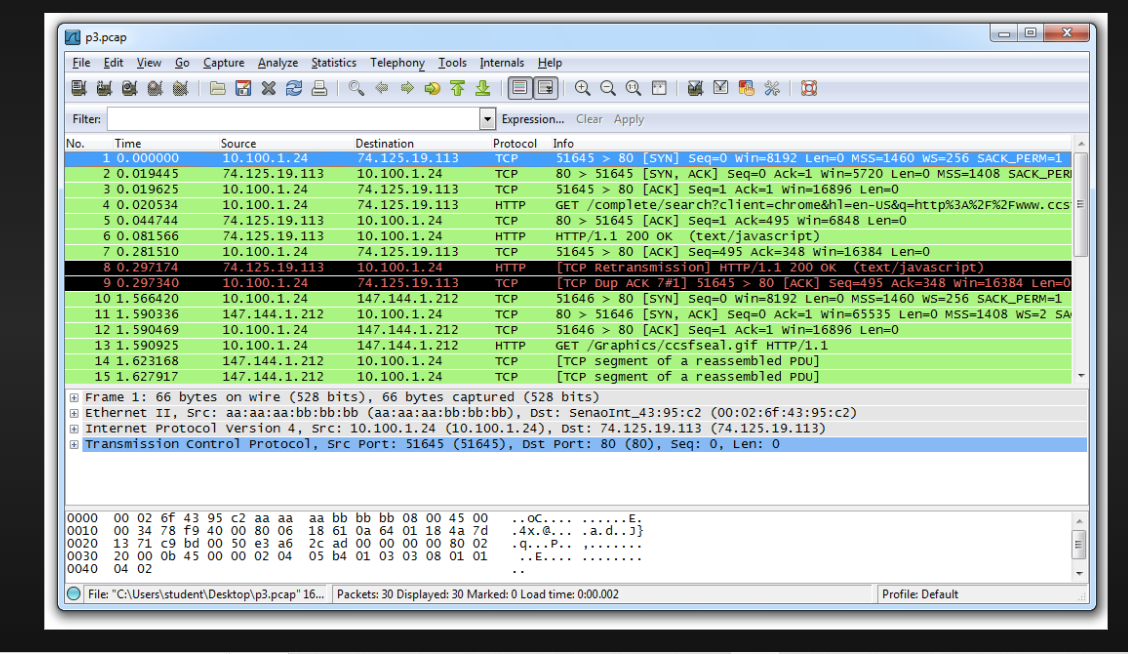 p3.pcap
File Edit View Go Capture Analyze Statistics Telephony Tools Internals Help
Filter: Expression... Clear Apply
No. Time Source Destination Protocol Info
1 0.000000 10.100.1.24 74.125.19.113 TCP 51645 > 80 [SYN] Seq=0 Win=8192 Len=0 MSS=1460 WS=256 SACK_PERM=1
2 0.019445 74.125.19.113 10.100.1.24 TCP 80 > 51645 [SYN, ACK] Seq=0 Ack=1 Win=5720 Len=0 MSS=1408 SACK_PER
3 0.019625 10.100.1.24 74.125.19.113 TCP 51645 > 80 [ACK] Seq=1 Ack=1 Win=16896 Len=0
4 0.020534 10.100.1.24 74.125.19.113 HTTP GET /complete/search?client=chrome&hl=en-US&q=http%3A%2F%2Fwww.ccs
5 0.044744 74.125.19.113 10.100.1.24 TCP 80 > 51645 [ACK] Seq=1 Ack=495 Win=6848 Len=0
6 0.081566 74.125.19.113 10.100.1.24 HTTP HTTP/1.1 200 OK (text/javascript)
7 0.281510 10.100.1.24 74.125.19.113 TCP 51645 > 80 [ACK] Seq=495 Ack=348 Win=16384 Len=0
8 0.297174 74.125.19.113 10.100.1.24 HTTP [TCP Retransmission] HTTP/1.1 200 OK (text/javascript)
9 0.297340 10.100.1.24 74.125.19.113 TCP [TCP Dup ACK 7#1] 51645 > 80 [ACK] Seq=495 Ack=348 Win=16384 Len=0
10 1.566420 10.100.1.24 147.144.1.212 TCP 51646 > 80 [SYN] Seq=0 Win=8192 Len=0 MSS=1460 WS=256 SACK_PERM=1
11 1.590336 147.144.1.212 10.100.1.24 TCP 80 > 51646 [SYN, ACK] Seq=0 Ack=1 Win=65535 Len=0 MSS=1408 WS=2 SA
12 1.590469 10.100.1.24 147.144.1.212 TCP 51646 > 80 [ACK] Seq=1 Ack=1 Win=16896 Len=0
13 1.590925 10.100.1.24 147.144.1.212 HTTP GET /Graphics/ccsfseal.gif HTTP/1.1
14 1.623168 147.144.1.212 10.100.1.24 TCP [TCP segment of a reassembled PDU]
15 1.627917 147.144.1.212 10.100.1.24 TCP [TCP segment of a reassembled PDU]
Frame 1: 66 bytes on wire (528 bits), 66 bytes captured (528 bits)
Ethernet II, Src: aa:aa:aa:bb:bb:bb (aa:aa:aa:bb:bb:bb), Dst: SenaoInt_43:95:c2 (00:02:6f:43:95:c2)
Internet Protocol Version 4, Src: 10.100.1.24 (10.100.1.24), Dst: 74.125.19.113 (74.125.19.113)
Transmission Control Protocol, Src Port: 51645 (51645), Dst Port: 80 (80), Seq: 0, Len: 0
0000 00 02 6f 43 95 c2 aa aa aa bb bb bb 08 00 45 00 ..oC.... ......E.
0010 00 34 78 f9 40 00 80 06 18 61 0a 64 01 18 4a 7d .4x.@... .a.d..J}
0020 13 71 c9 bd 00 50 e3 a6 2c ad 00 00 00 00 80 02 .q...P.. ,.......
0030 20 00 0b 45 00 00 02 04 05 b4 01 03 03 08 01 01 ..E.... ........
0040 04 02 ..
File: "C:\Users\student\Desktop\p3.pcap" 16... Packets: 30 Displayed: 30 Marked: 0 Load time: 0:00.002 Profile: Default